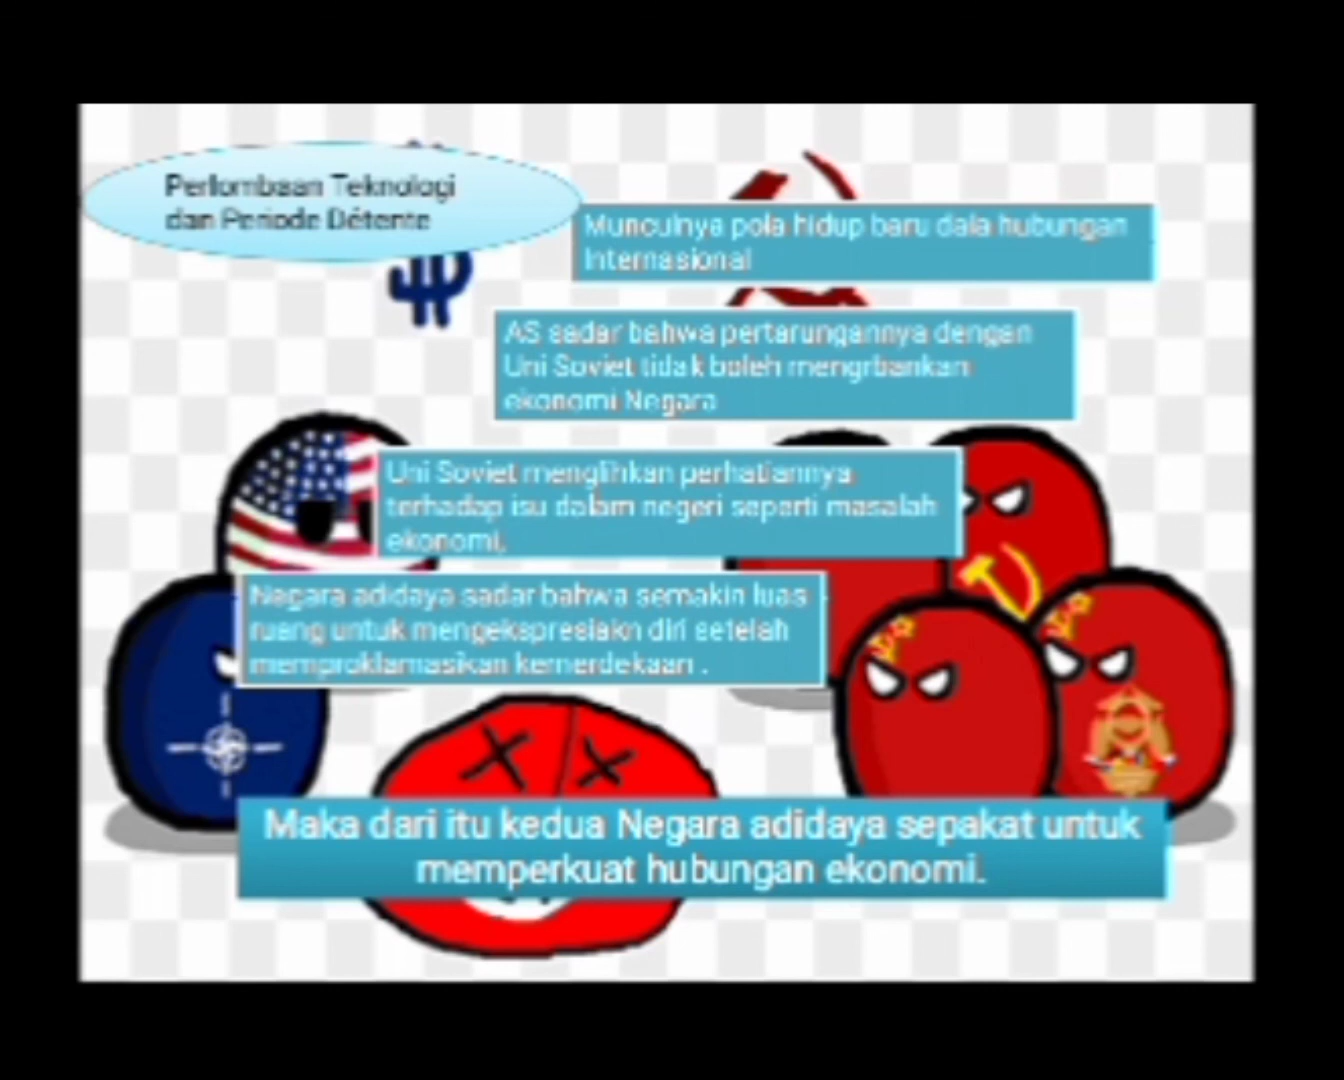 Perlombaan Teknologi
dan Periode Détente
Munculnya pola hidup baru dala hubungan
Internasional
AS sadar bahwa pertarungannya dengan
Uni Soviet tidak boleh mengrbankan
ekonomi Negara
Uni Soviet menglihkan perhatiannya
terhadap isu dalam negeri seperti masalah
ekonomi.
Negara adidaya sadar bahwa semakin luas
ruang untuk mengekspresiakn diri setelah
memproklamasikan kemerdekaan .
Maka dari itu kedua Negara adidaya sepakat untuk
memperkuat hubungan ekonomi.